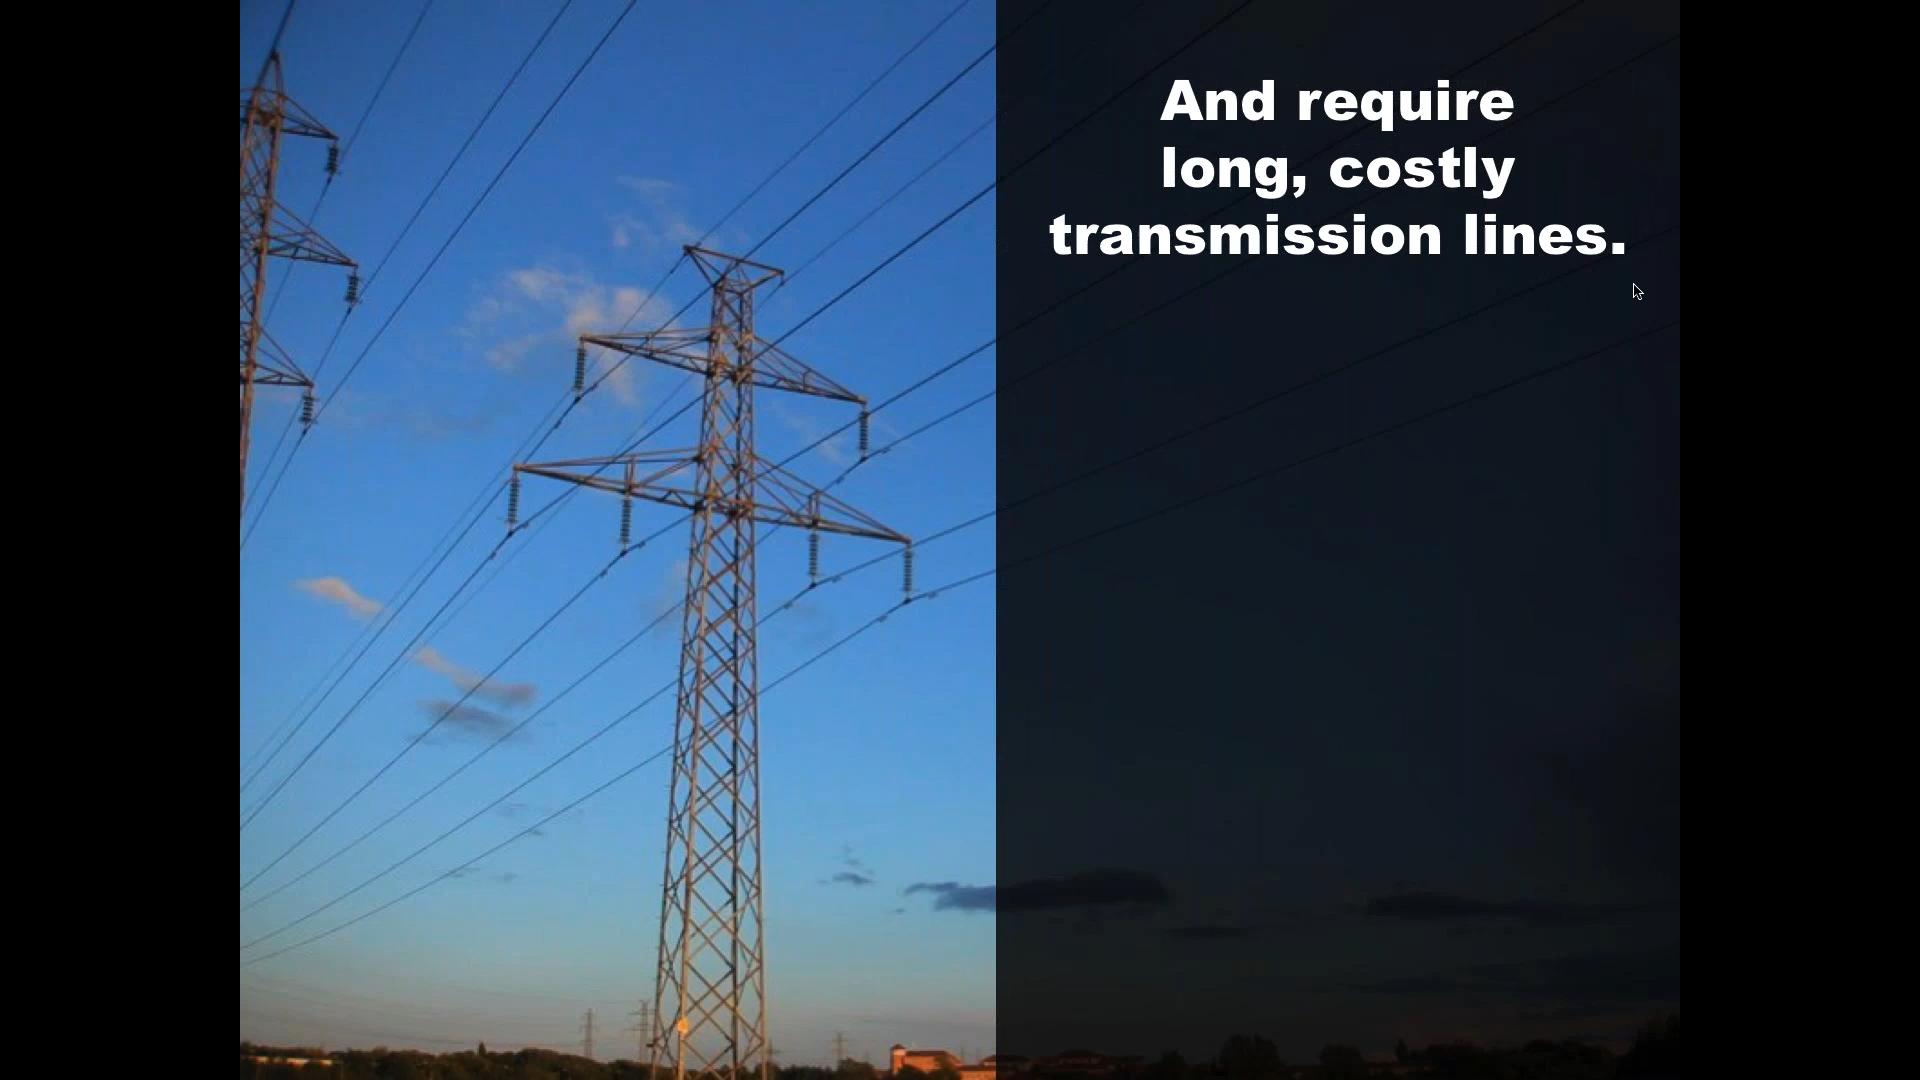 And require
long, costly
transmission lines.